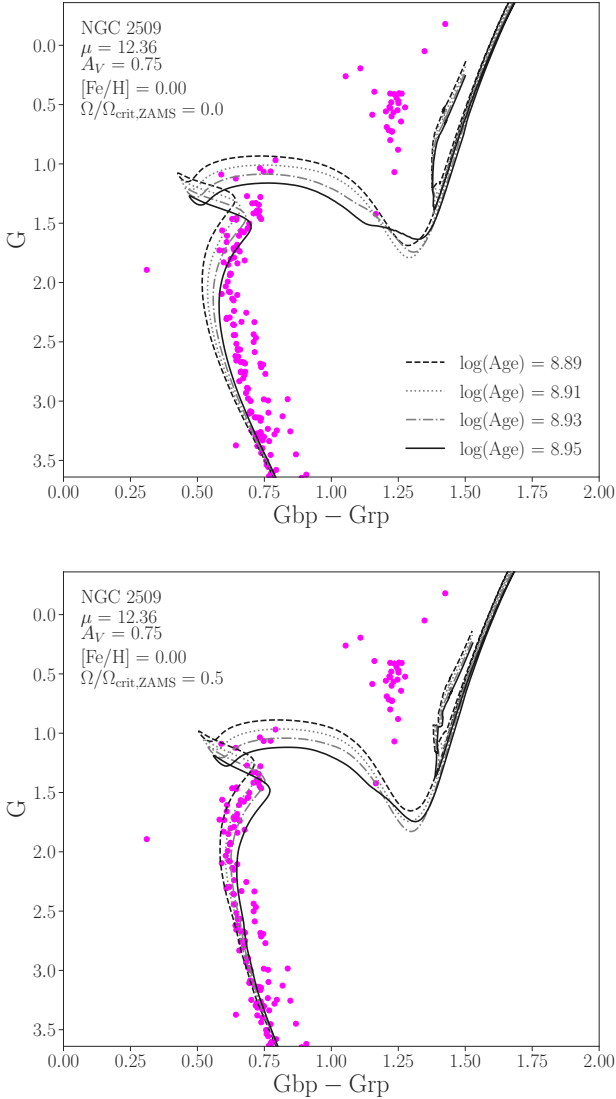 NGC 2509
μ = 12.36
A_V = 0.75
[Fe/H] = 0.00
Ω/Ω_crit,ZAMS = 0.0
0.0
0.5
1.0
1.5
2.0
2.5
3.0
3.5
G
log(Age) = 8.89
log(Age) = 8.91
log(Age) = 8.93
log(Age) = 8.95
0.00 0.25 0.50 0.75 1.00 1.25 1.50 1.75 2.00
Gbp − Grp
NGC 2509
μ = 12.36
A_V = 0.75
[Fe/H] = 0.00
Ω/Ω_crit,ZAMS = 0.5
0.0
0.5
1.0
1.5
2.0
2.5
3.0
3.5
G
0.00 0.25 0.50 0.75 1.00 1.25 1.50 1.75 2.00
Gbp − Grp